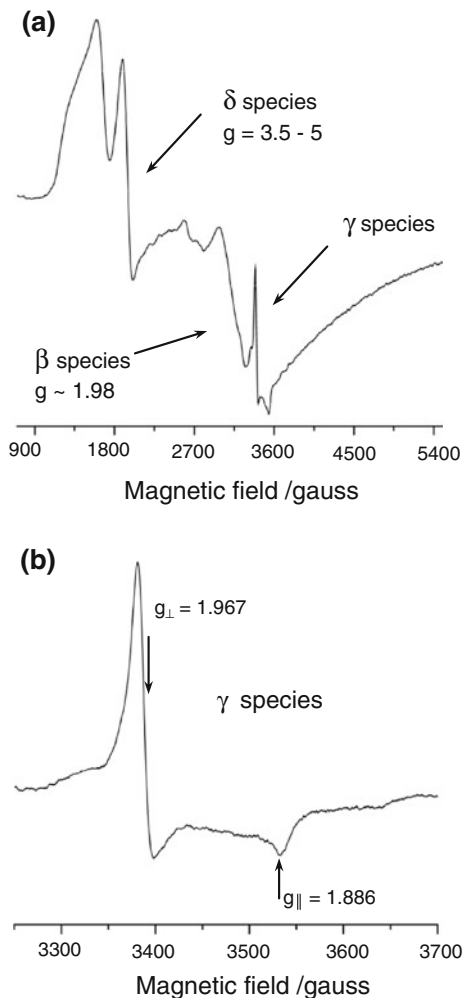 (a)
δ species
g = 3.5 - 5
γ species
β species
g ~ 1.98
900 1800 2700 3600 4500 5400
Magnetic field /gauss
(b)
g⊥ = 1.967
γ species
g∥ = 1.886
3300 3400 3500 3600 3700
Magnetic field /gauss